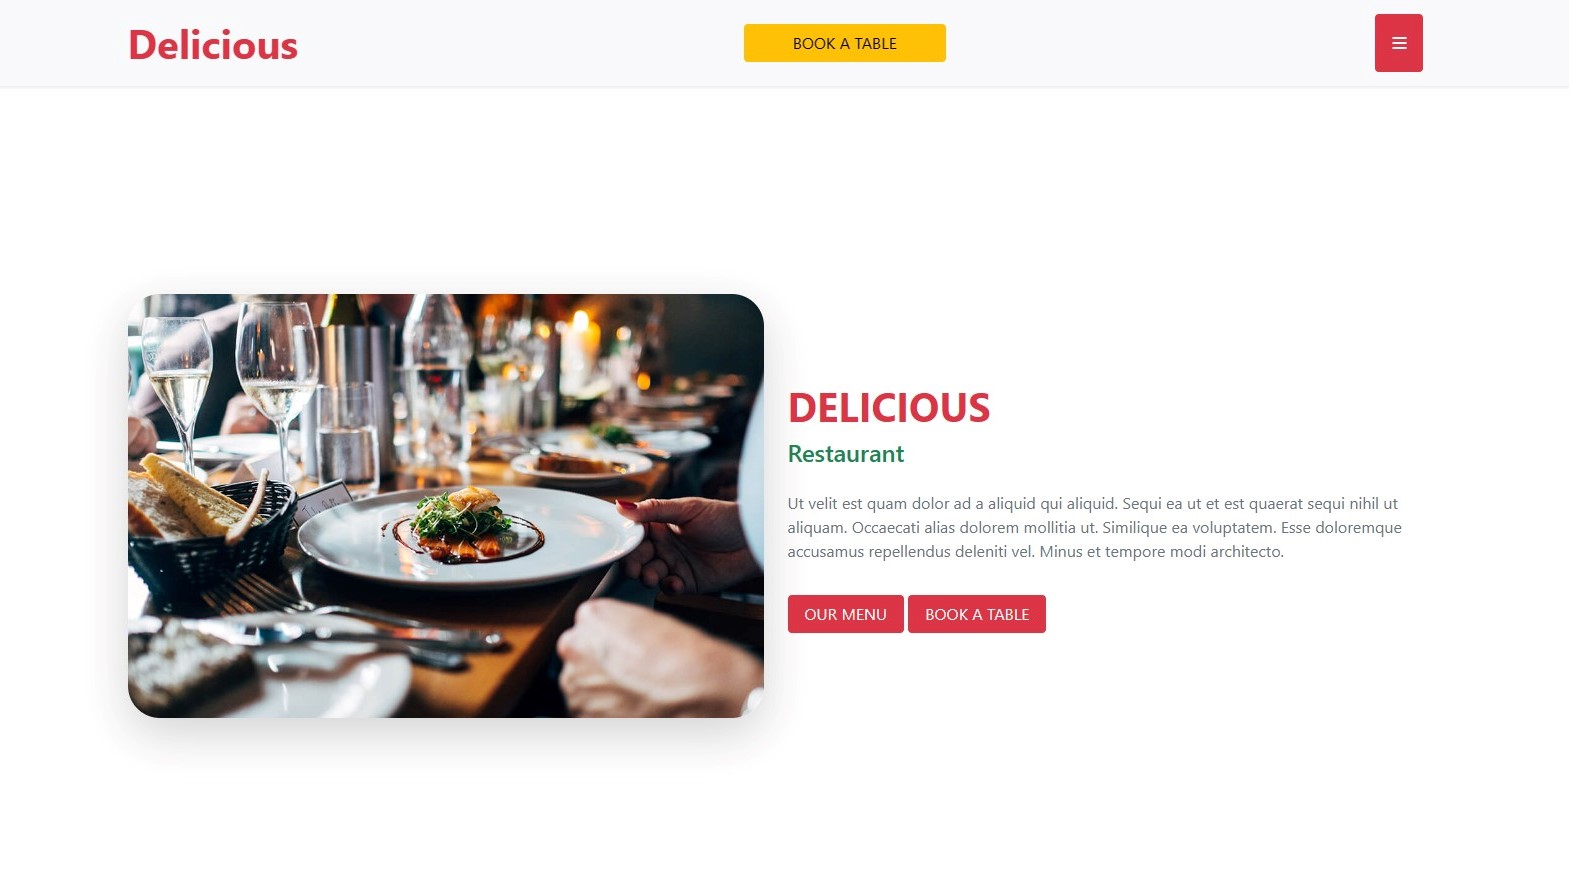 Delicious
BOOK A TABLE
DELICIOUS
Restaurant
Ut velit est quam dolor ad a aliquid qui aliquid. Sequi ea ut et est quaerat sequi nihil ut
aliquam. Occaecati alias dolorem mollitia ut. Similique ea voluptatem. Esse doloremque
accusamus repellendus deleniti vel. Minus et tempore modi architecto.
OUR MENU
BOOK A TABLE